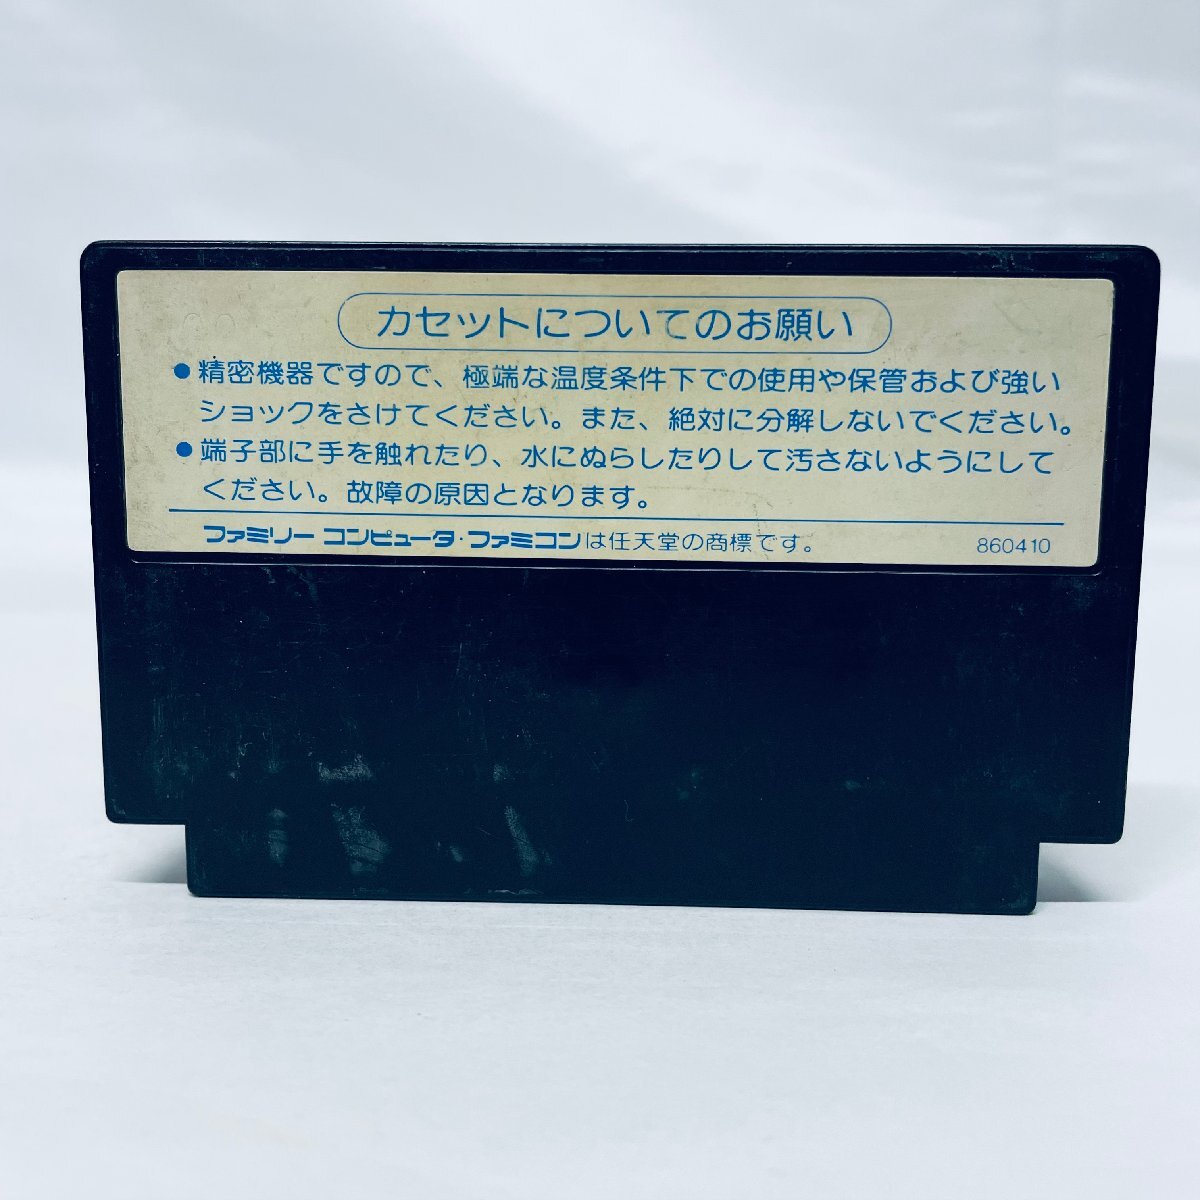 カセットについてのお願い
●精密機器ですので、極端な温度条件下での使用や保管および強い
ショックをさけてください。また、絶対に分解しないでください。
●端子部に手を触れたり、水にぬらしたりして汚さないようにして
ください。故障の原因となります。
ファミリー コンピュータ・ファミコンは任天堂の商標です。 860410